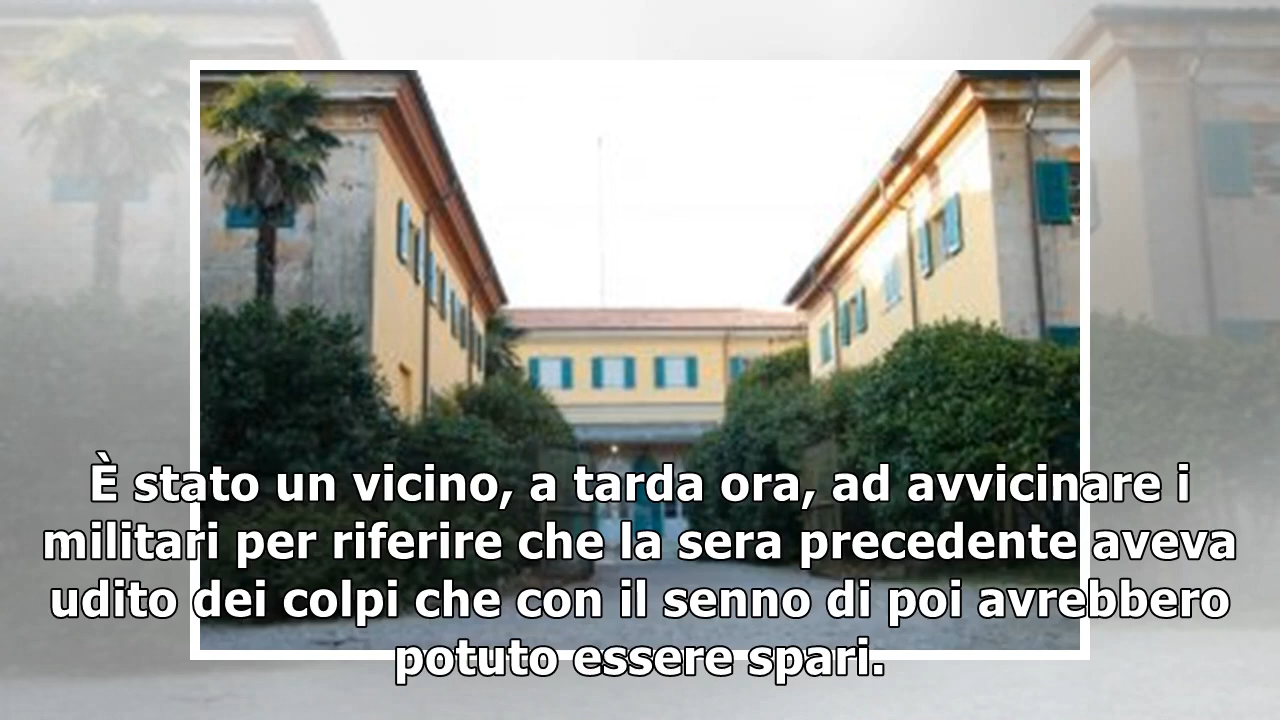 È stato un vicino, a tarda ora, ad avvicinare i
militari per riferire che la sera precedente aveva
udito dei colpi che con il senno di poi avrebbero
potuto essere spari.